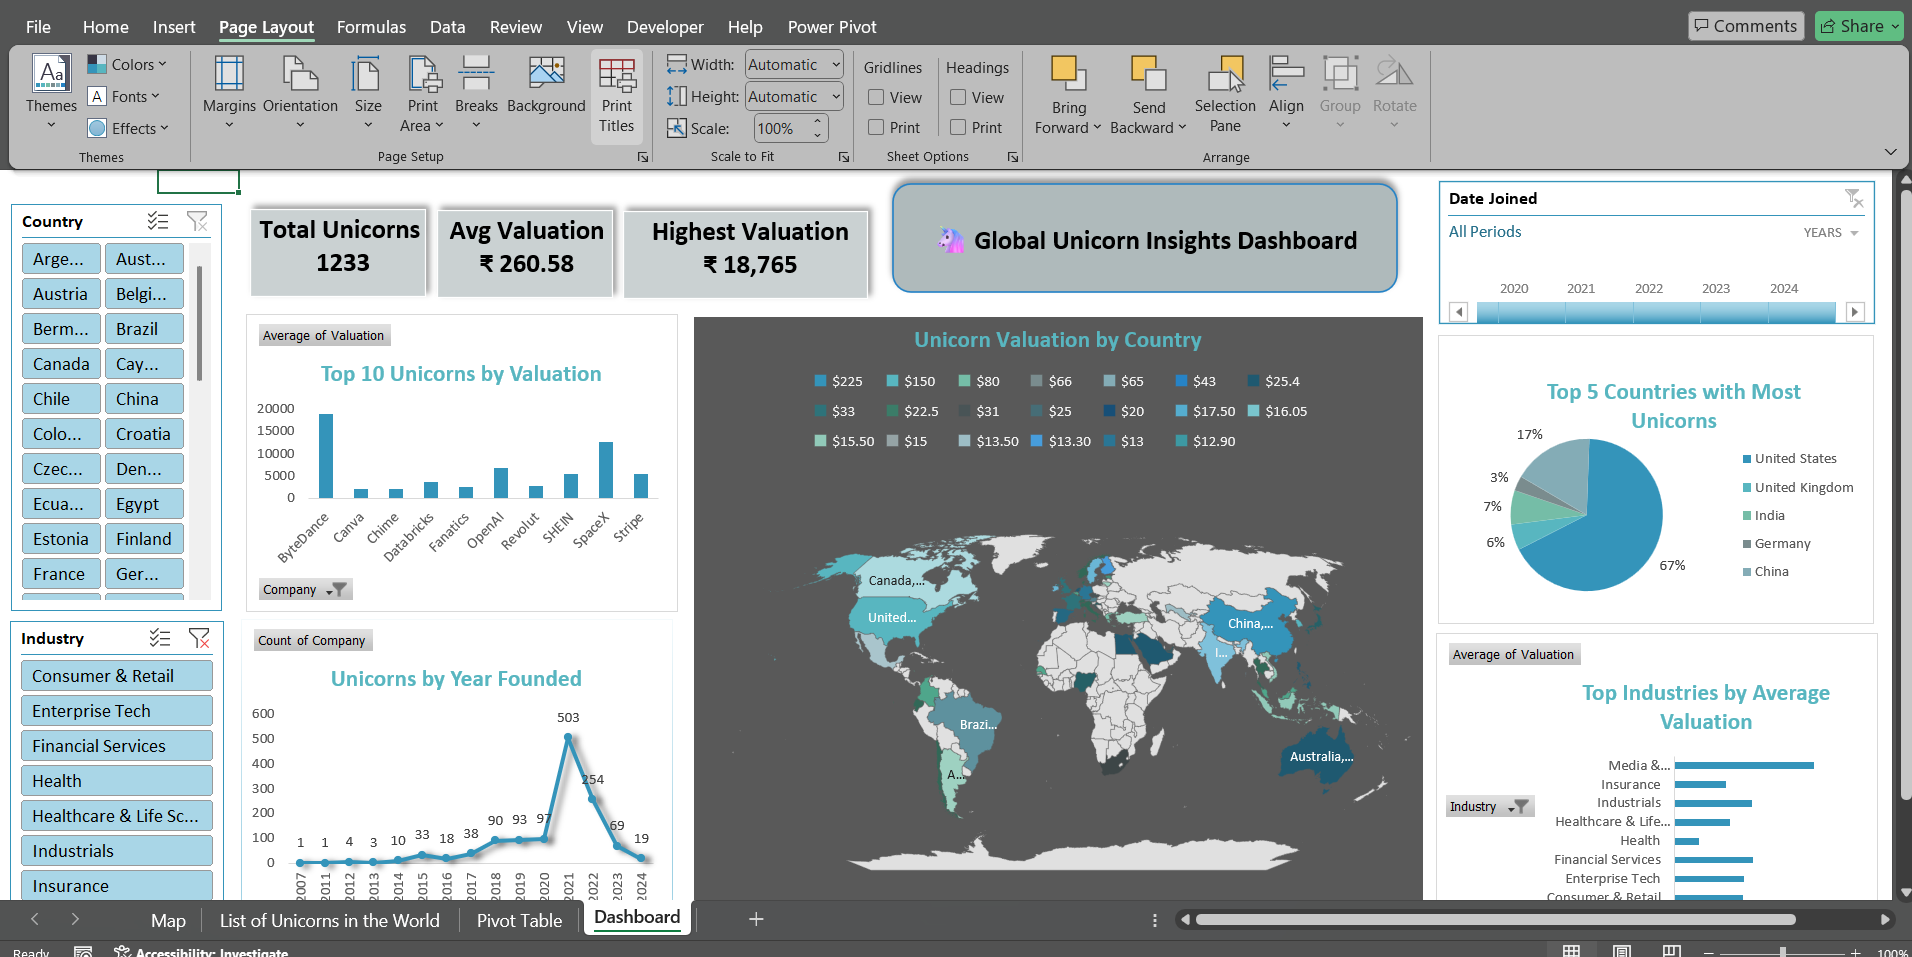 File Home Insert Page Layout Formulas Data Review View Developer Help Power Pivot Comments Share
Themes
Colors
Fonts
Effects
Themes
Margins
Orientation
Size
Print
Area
Breaks
Background
Print
Titles
Page Setup
Width: Automatic
Height: Automatic
Scale: 100%
Scale to Fit
Gridlines
View
Print
Headings
View
Print
Sheet Options
Bring
Forward
Send
Backward
Selection
Pane
Align
Group
Rotate
Arrange
Country
Arge... Aust...
Austria Belgi...
Berm... Brazil
Canada Cay...
Chile China
Colo... Croatia
Czec... Den...
Ecua... Egypt
Estonia Finland
France Ger...
Industry
Consumer & Retail
Enterprise Tech
Financial Services
Health
Healthcare & Life Sc...
Industrials
Insurance
Total Unicorns
1233
Avg Valuation
₹ 260.58
Highest Valuation
₹ 18,765
🦄 Global Unicorn Insights Dashboard
Date Joined
All Periods
YEARS
2020 2021 2022 2023 2024
Average of Valuation
Top 10 Unicorns by Valuation
20000
15000
10000
5000
0
ByteDance
Canva
Chime
Databricks
Fanatics
OpenAI
Revolut
SHEIN
SpaceX
Stripe
Company
Count of Company
Unicorns by Year Founded
600
500
400
300
200
100
0
1 1 4 3 10 33 18 38 90 93 97 503 254 69 19
2007 2011 2012 2013 2014 2015 2016 2017 2018 2019 2020 2021 2022 2023 2024
Unicorn Valuation by Country
$225 $150 $80 $66 $65 $43 $25.4
$33 $22.5 $31 $25 $20 $17.50 $16.05
$15.50 $15 $13.50 $13.30 $13 $12.90
Canada,...
United...
China,...
I...
Brazi...
Australia,...
A...
Top 5 Countries with Most
Unicorns
17%
3%
7%
6%
67%
United States
United Kingdom
India
Germany
China
Average of Valuation
Top Industries by Average
Valuation
Industry
Media &...
Insurance
Industrials
Healthcare & Life...
Health
Financial Services
Enterprise Tech
Consumer & Retail
Map List of Unicorns in the World Pivot Table Dashboard
Ready Accessibility: Investigate 100%